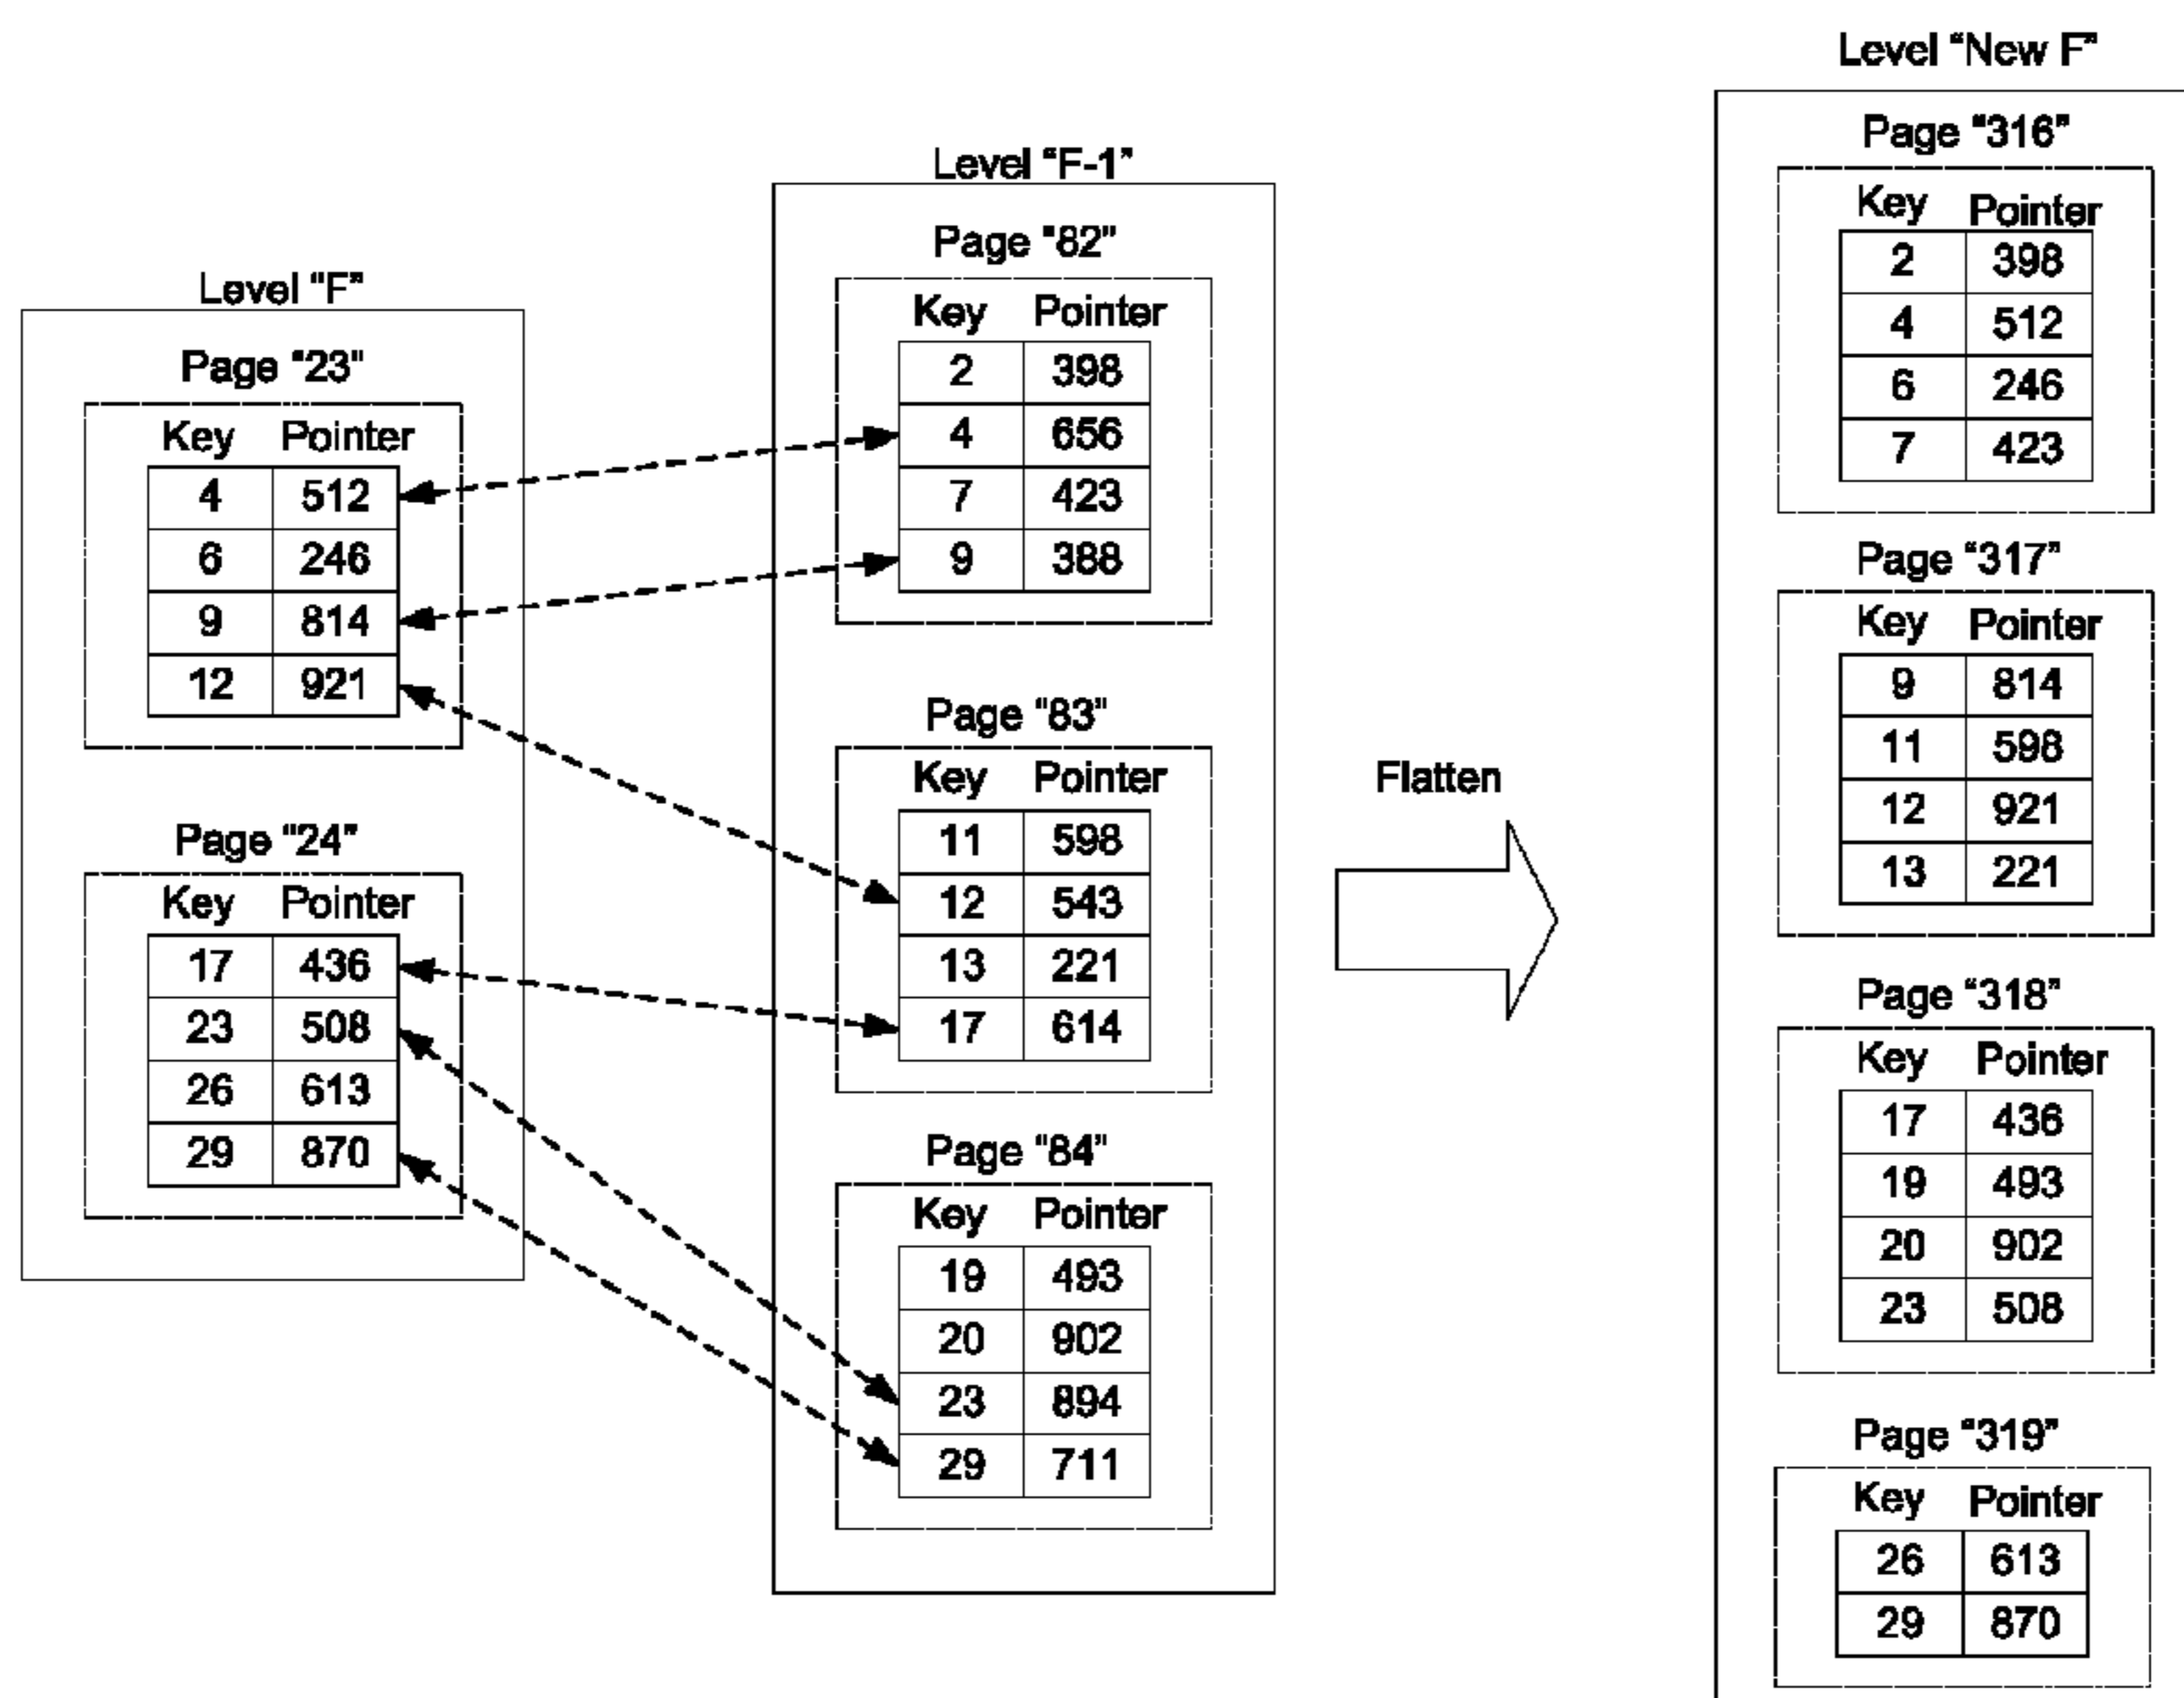 Level "F"
Page "23"
Key Pointer
4 512
6 246
9 814
12 921
Page "24"
Key Pointer
17 436
23 508
26 613
29 870
Level "F-1"
Page "82"
Key Pointer
2 398
4 656
7 423
9 388
Page "83"
Key Pointer
11 598
12 543
13 221
17 614
Page "84"
Key Pointer
19 493
20 902
23 894
29 711
Flatten
Level "New F"
Page "316"
Key Pointer
2 398
4 512
6 246
7 423
Page "317"
Key Pointer
9 814
11 598
12 921
13 221
Page "318"
Key Pointer
17 436
19 493
20 902
23 508
Page "319"
Key Pointer
26 613
29 870